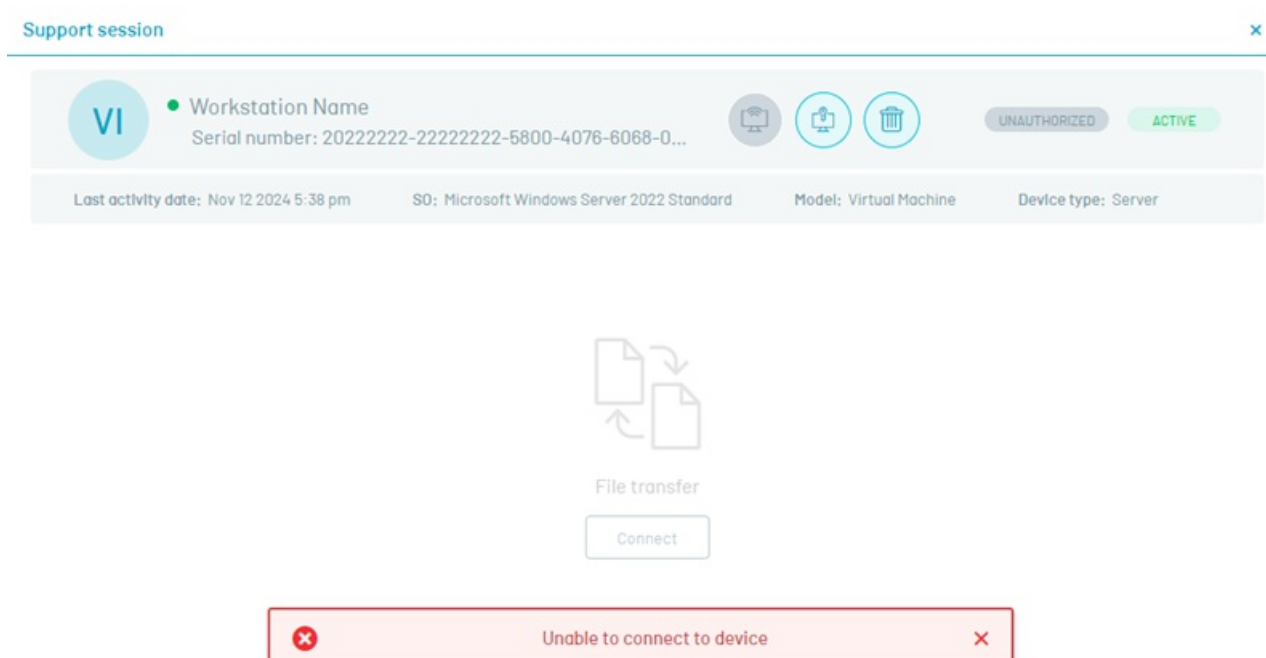 Support session
VI
Workstation Name
Serial number: 20222222-22222222-5800-4076-6068-0...
UNAUTHORIZED
ACTIVE
Last activity date: Nov 12 2024 5:38 pm
SO: Microsoft Windows Server 2022 Standard
Model: Virtual Machine
Device type: Server
File transfer
Connect
Unable to connect to device